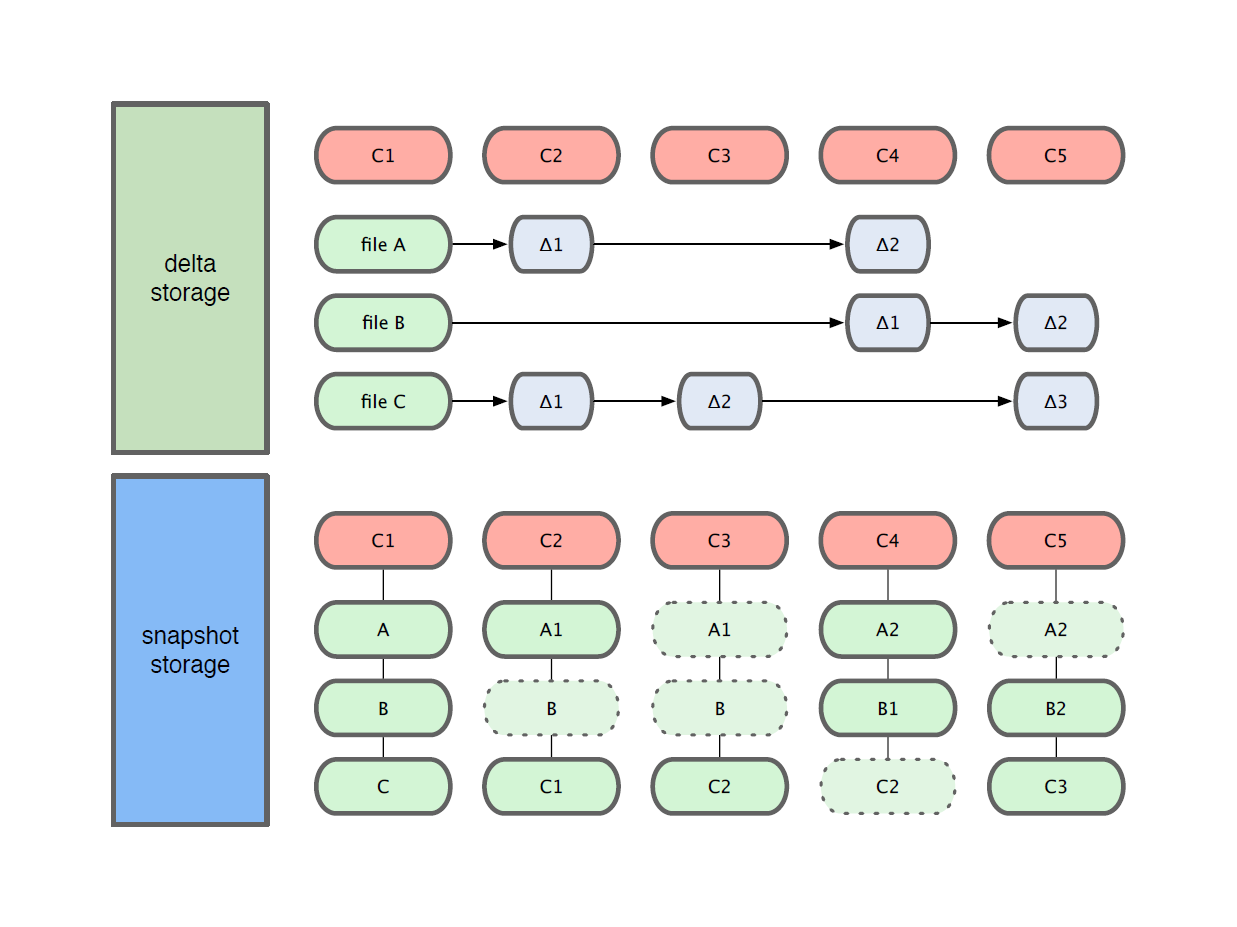 delta
storage
C1 C2 C3 C4 C5
file A Δ1 Δ2
file B Δ1 Δ2
file C Δ1 Δ2 Δ3
snapshot
storage
C1 C2 C3 C4 C5
A A1 A1 A2 A2
B B B B1 B2
C C1 C2 C2 C3